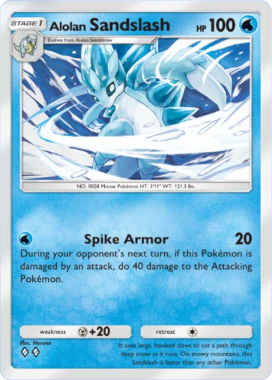 STAGE 1
Alolan Sandslash HP 100
Evolves from Alolan Sandshrew
NO. 0028 Mouse Pokémon HT: 3'11" WT: 121.3 lbs.
Spike Armor 20
During your opponent's next turn, if this Pokémon
is damaged by an attack, do 40 damage to the Attacking
Pokémon.
weakness +20 retreat
Illus. Hasuno
It uses large, hooked claws to cut a path through
deep snow as it runs. On snowy mountains, this
Sandslash is faster than any other Pokémon.